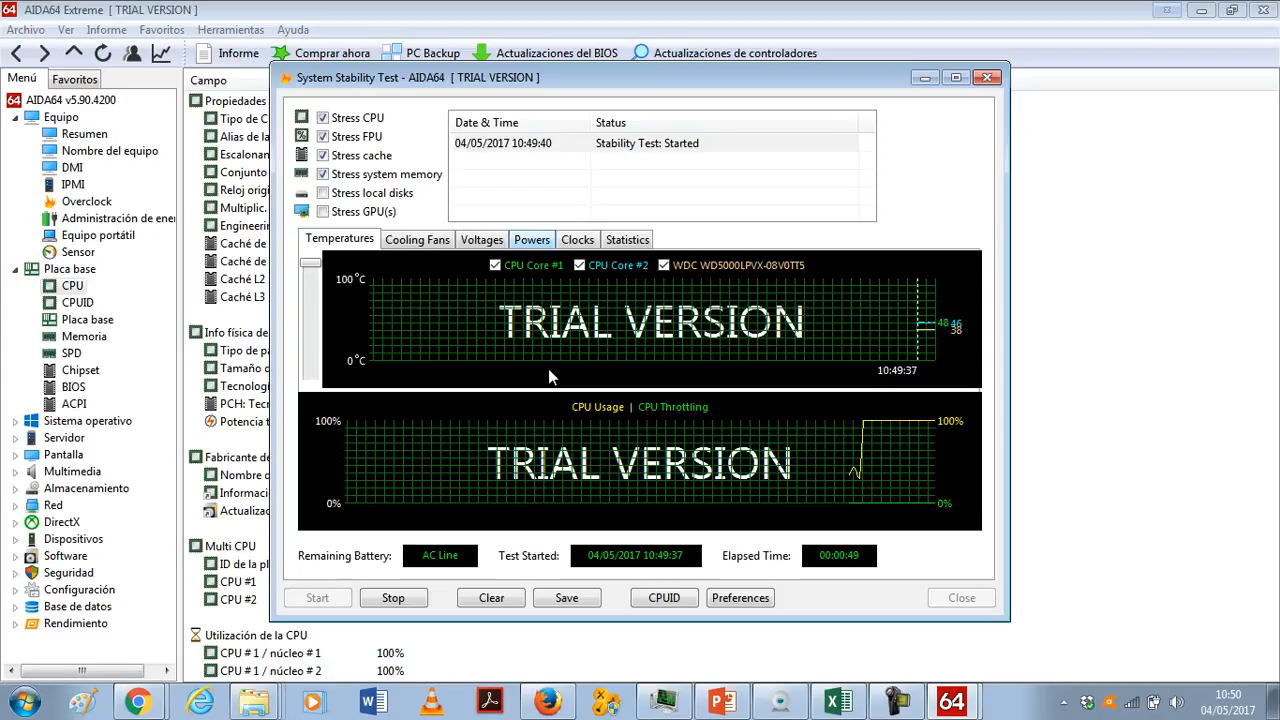 AIDA64 Extreme [ TRIAL VERSION ]
Archivo Ver Informe Favoritos Herramientas Ayuda
Informe Comprar ahora PC Backup Actualizaciones del BIOS Actualizaciones de controladores
Menú Favoritos
AIDA64 v5.90.4200
Equipo
Resumen
Nombre del equipo
DMI
IPMI
Overclock
Administración de ener
Equipo portátil
Sensor
Placa base
CPU
CPUID
Placa base
Memoria
SPD
Chipset
BIOS
ACPI
Sistema operativo
Servidor
Pantalla
Multimedia
Almacenamiento
Red
DirectX
Dispositivos
Software
Seguridad
Configuración
Base de datos
Rendimiento
Campo
Propiedades
Tipo de C
Alias de la
Escalonan
Conjunto
Reloj origi
Multiplic.
Engineerin
Caché de
Caché de
Caché L2
Caché L3
Info física de
Tipo de pa
Tamaño d
Tecnologí
PCH: Tecr
Potencia t
Fabricante de
Nombre d
Informaci
Actualizac
Multi CPU
ID de la pl
CPU #1
CPU #2
Utilización de la CPU
CPU # 1 / núcleo # 1 100%
CPU # 1 / núcleo # 2 100%
System Stability Test - AIDA64 [ TRIAL VERSION ]
Stress CPU
Stress FPU
Stress cache
Stress system memory
Stress local disks
Stress GPU(s)
Date & Time Status
04/05/2017 10:49:40 Stability Test: Started
Temperatures Cooling Fans Voltages Powers Clocks Statistics
CPU Core #1 CPU Core #2 WDC WD5000LPVX-08V0TT5
100°C
TRIAL VERSION
48 46
38
0°C
10:49:37
CPU Usage | CPU Throttling
100% 100%
TRIAL VERSION
0% 0%
Remaining Battery: AC Line Test Started: 04/05/2017 10:49:37 Elapsed Time: 00:00:49
Start Stop Clear Save CPUID Preferences Close
64
10:50
04/05/2017